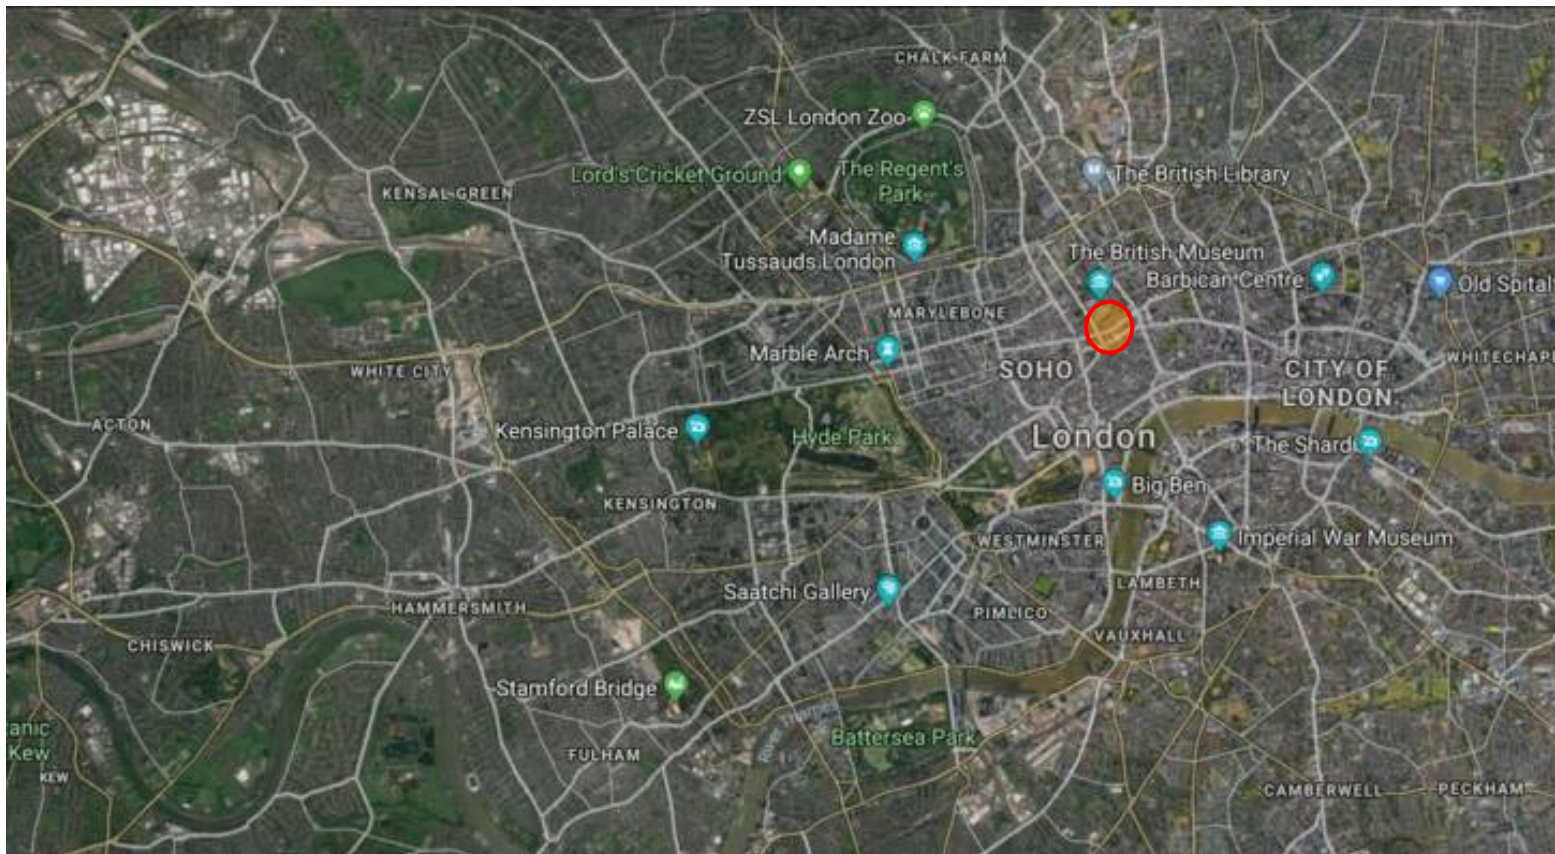 CHALK FARM
ZSL London Zoo
Lord's Cricket Ground
The Regent's
Park
The British Library
KENSAL GREEN
Madame
Tussauds London
The British Museum
Barbican Centre
Old Spital
MARYLEBONE
Marble Arch
SOHO
CITY OF
LONDON
WHITECHAP
WHITE CITY
ACTON
Kensington Palace
Hyde Park
London
The Shard
Big Ben
KENSINGTON
WESTMINSTER
Imperial War Museum
LAMBETH
Saatchi Gallery
PIMLICO
HAMMERSMITH
VAUXHALL
CHISWICK
Stamford Bridge
River Thames
Battersea Park
anic
Kew
FULHAM
KEW
CAMBERWELL
PECKHAM